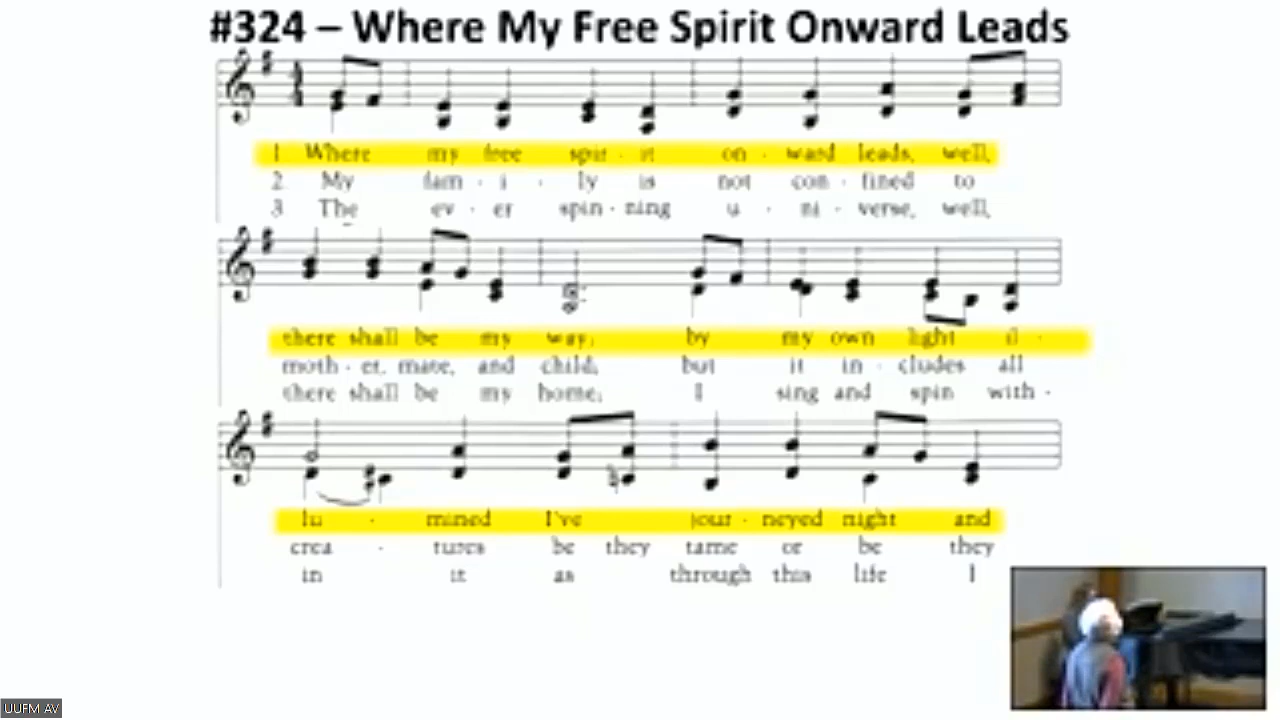 #324 – Where My Free Spirit Onward Leads
1 Where my free spir · it on · ward leads, well,
2 My fam · i · ly is not con · fined to
3 The ev · er spin · ning u · ni · verse, well,
there shall be my way; by my own light il ·
moth · er, mate, and child; but it in · cludes all
there shall be my home; I sing and spin with ·
lu · mined I've jour · neyed night and
crea · tures be they tame or be they
in it as through this life I
UUFM AV